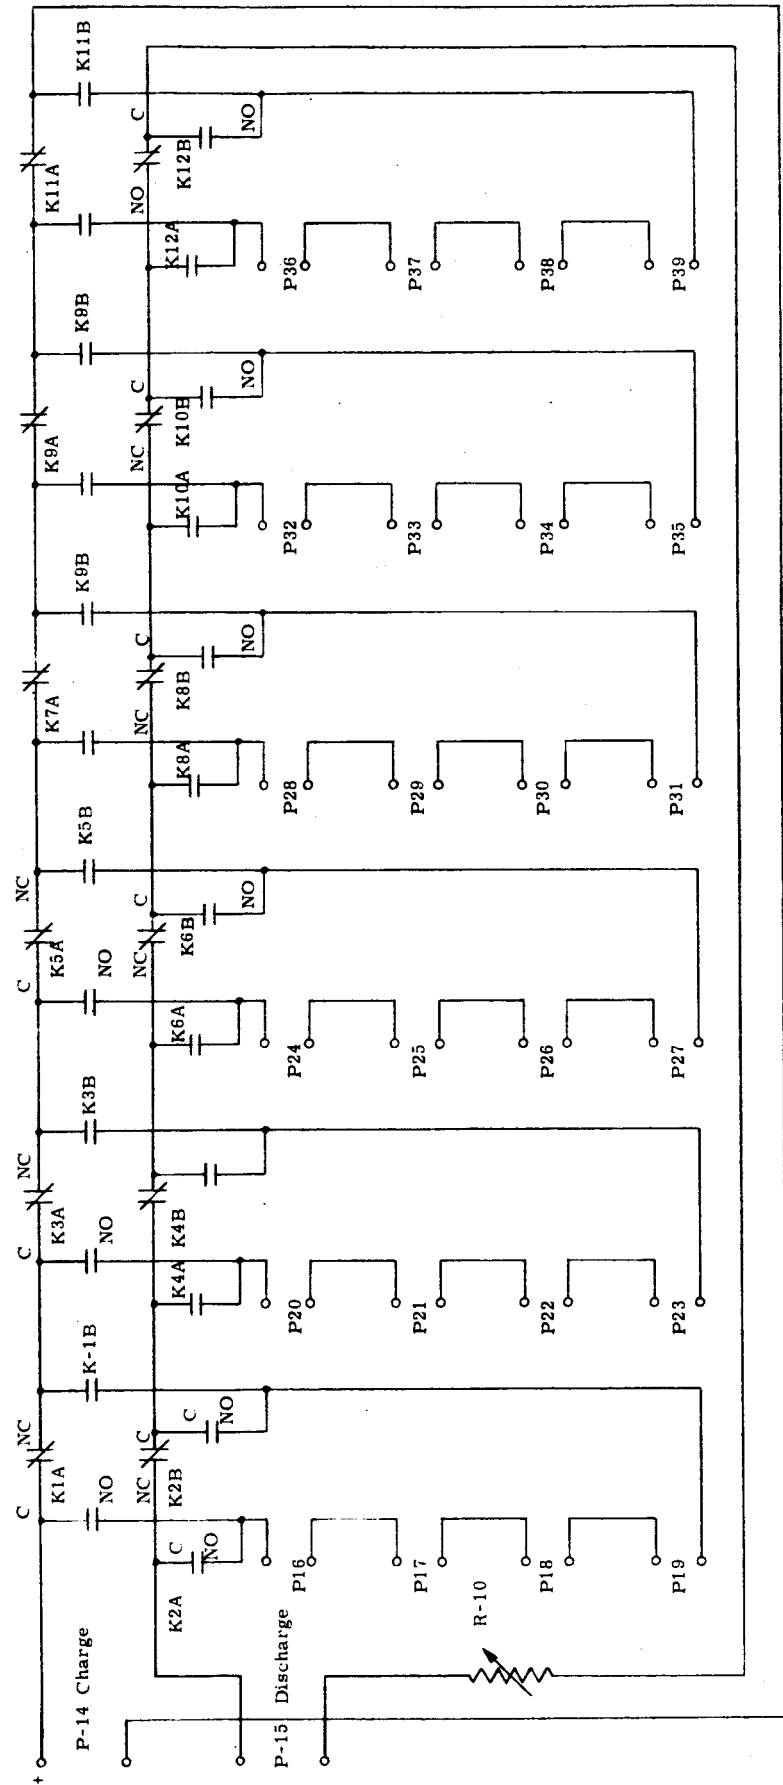 +
P-14 Charge
P-15 Discharge
R-10
C
K1A
NC
NO
K-1B
C
K3A
NC
NO
K3B
C
K5A
NC
NO
K5B
K7A
K9B
K9A
K9B
K11A
K11B
K2A
C
NO
NC
K2B
C
C
NO
K4A
K4B
K6A
NC
K6B
C
NO
K8A
NC
K8B
C
NO
K10A
NC
K10B
C
NO
K12A
NO
K12B
C
NO
P16
P17
P18
P19
P20
P21
P22
P23
P24
P25
P26
P27
P28
P29
P30
P31
P32
P33
P34
P35
P36
P37
P38
P39